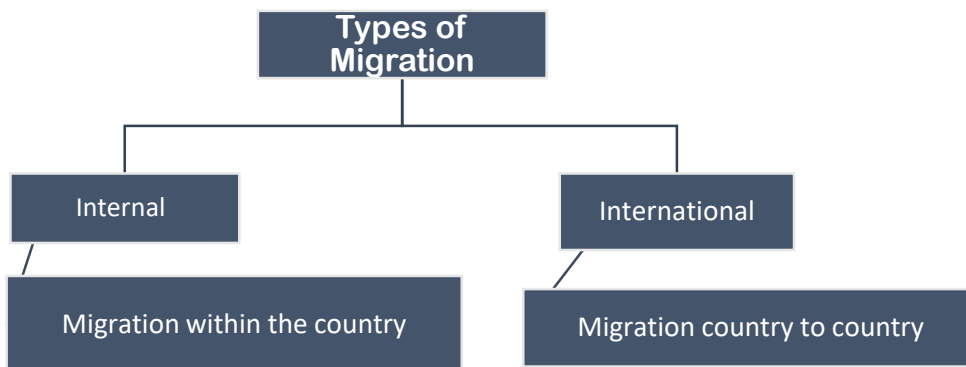 Types of
Migration
Internal
International
Migration within the country
Migration country to country